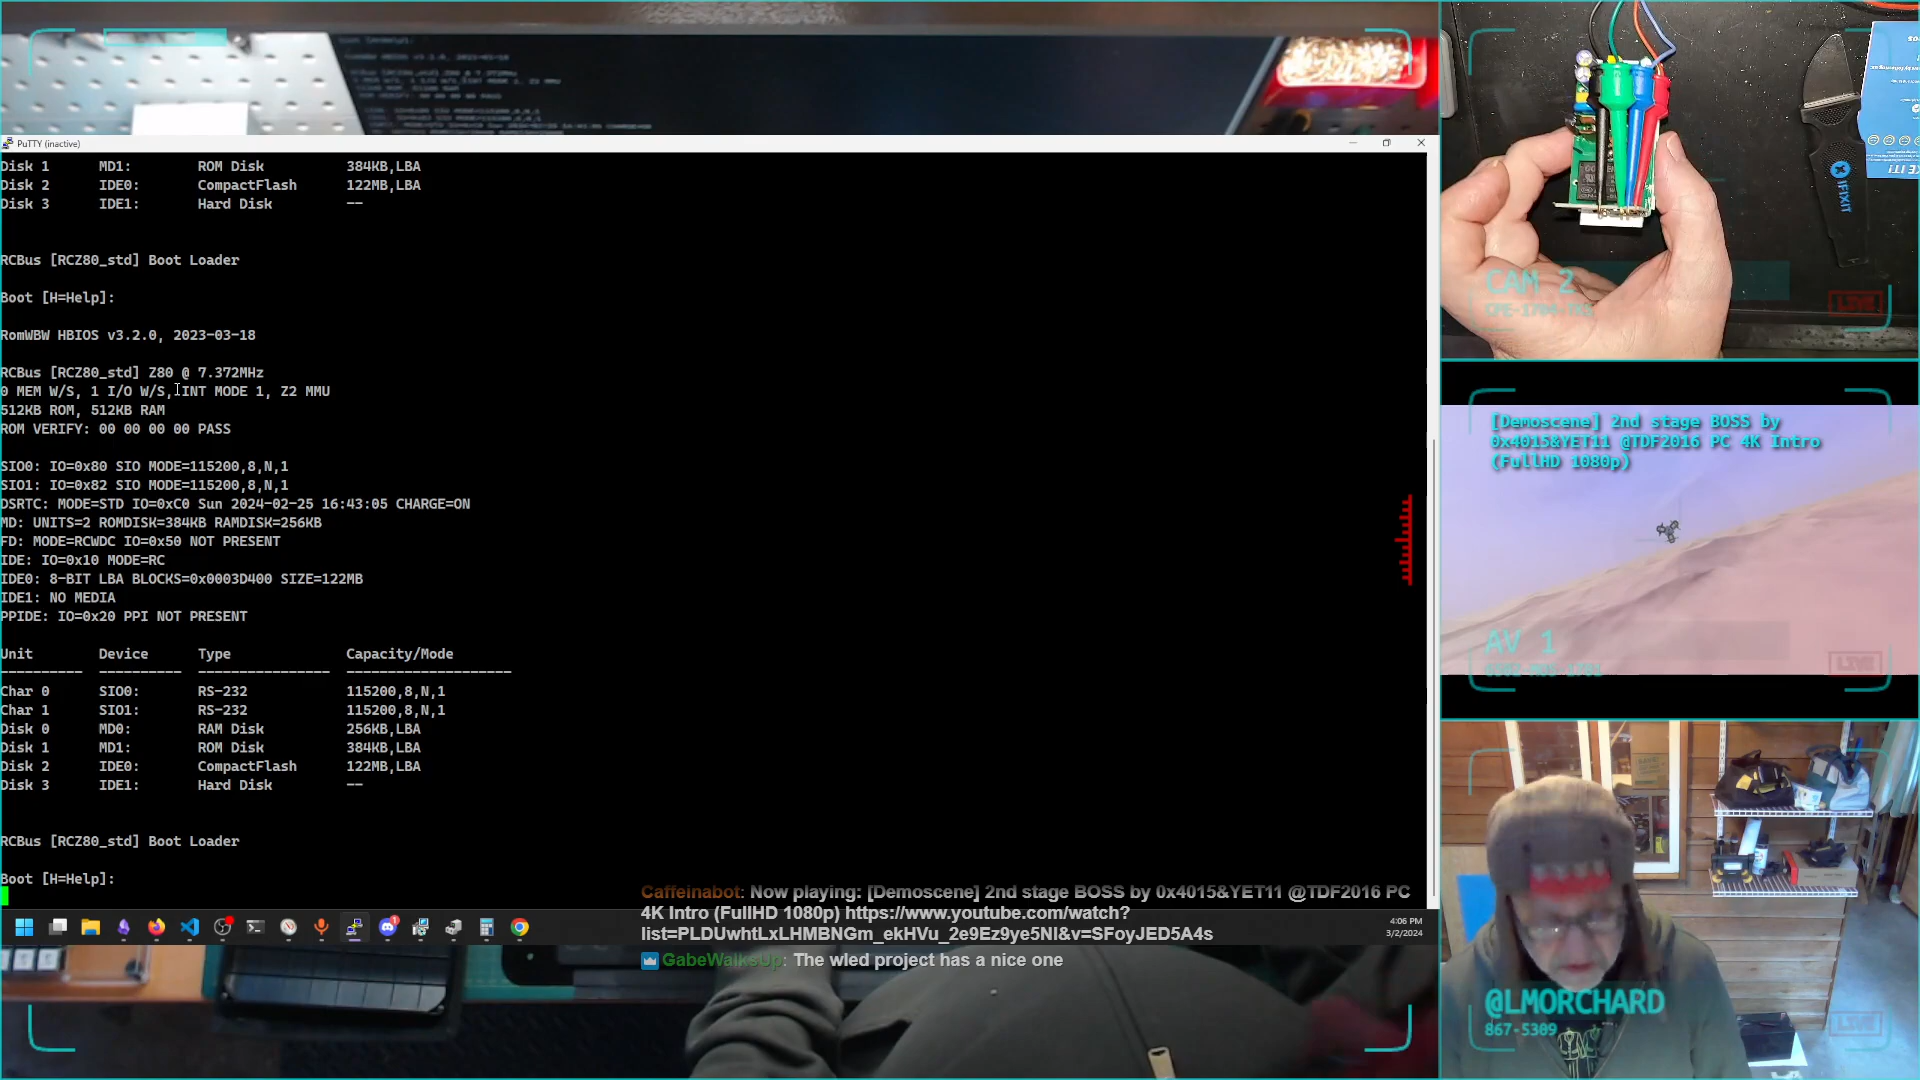 PuTTY (inactive)
Disk 1 MD1: ROM Disk 384KB,LBA
Disk 2 IDE0: CompactFlash 122MB,LBA
Disk 3 IDE1: Hard Disk --
RCBus [RCZ80_std] Boot Loader
Boot [H=Help]:
RomWBW HBIOS v3.2.0, 2023-03-18
RCBus [RCZ80_std] Z80 @ 7.372MHz
0 MEM W/S, 1 I/O W/S, INT MODE 1, Z2 MMU
512KB ROM, 512KB RAM
ROM VERIFY: 00 00 00 00 PASS
SIO0: IO=0x80 SIO MODE=115200,8,N,1
SIO1: IO=0x82 SIO MODE=115200,8,N,1
DSRTC: MODE=STD IO=0xC0 Sun 2024-02-25 16:43:05 CHARGE=ON
MD: UNITS=2 ROMDISK=384KB RAMDISK=256KB
FD: MODE=RCWDC IO=0x50 NOT PRESENT
IDE: IO=0x10 MODE=RC
IDE0: 8-BIT LBA BLOCKS=0x0003D400 SIZE=122MB
IDE1: NO MEDIA
PPIDE: IO=0x20 PPI NOT PRESENT
Unit Device Type Capacity/Mode
---------- ---------- ---------------- --------------------
Char 0 SIO0: RS-232 115200,8,N,1
Char 1 SIO1: RS-232 115200,8,N,1
Disk 0 MD0: RAM Disk 256KB,LBA
Disk 1 MD1: ROM Disk 384KB,LBA
Disk 2 IDE0: CompactFlash 122MB,LBA
Disk 3 IDE1: Hard Disk --
RCBus [RCZ80_std] Boot Loader
Boot [H=Help]:
Caffeinabot: Now playing: [Demoscene] 2nd stage BOSS by 0x4015&YET11 @TDF2016 PC
4K Intro (FullHD 1080p) https://www.youtube.com/watch?
list=PLDUwhtLxLHMBNGm_ekHVu_2e9Ez9ye5NI&v=SFoyJED5A4s
GabeWalksUp: The wled project has a nice one
4:06 PM
3/2/2024
IFIXIT
CAM 2
LIVE
[Demoscene] 2nd stage BOSS by
0x4015&YET11 @TDF2016 PC 4K Intro
(FullHD 1080p)
AV 1
LIVE
@LMORCHARD
867-5309
LIVE